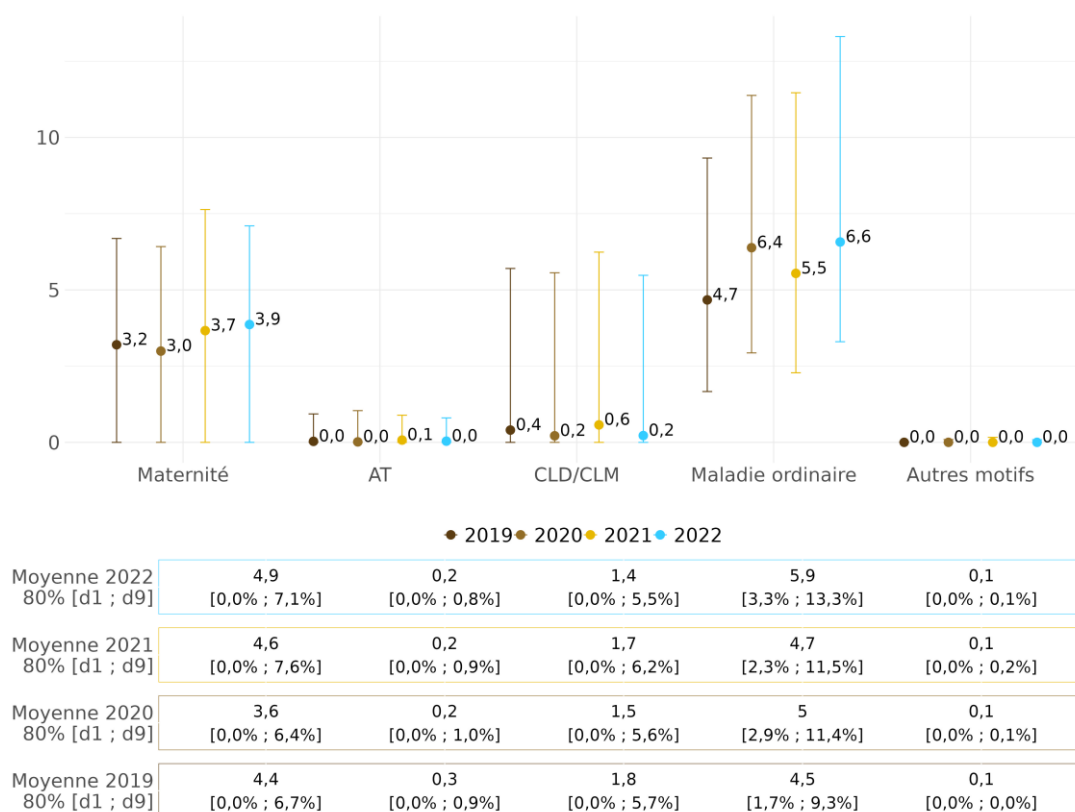 10
5
0
3,2
3,0
3,7
3,9
0,0
0,0
0,1
0,0
0,4
0,2
0,6
0,2
4,7
6,4
5,5
6,6
0,0
0,0
0,0
0,0
Maternité AT CLD/CLM Maladie ordinaire Autres motifs
2019 2020 2021 2022
Moyenne 2022 4,9 0,2 1,4 5,9 0,1
80% [d1 ; d9] [0,0% ; 7,1%] [0,0% ; 0,8%] [0,0% ; 5,5%] [3,3% ; 13,3%] [0,0% ; 0,1%]
Moyenne 2021 4,6 0,2 1,7 4,7 0,1
80% [d1 ; d9] [0,0% ; 7,6%] [0,0% ; 0,9%] [0,0% ; 6,2%] [2,3% ; 11,5%] [0,0% ; 0,2%]
Moyenne 2020 3,6 0,2 1,5 5 0,1
80% [d1 ; d9] [0,0% ; 6,4%] [0,0% ; 1,0%] [0,0% ; 5,6%] [2,9% ; 11,4%] [0,0% ; 0,1%]
Moyenne 2019 4,4 0,3 1,8 4,5 0,1
80% [d1 ; d9] [0,0% ; 6,7%] [0,0% ; 0,9%] [0,0% ; 5,7%] [1,7% ; 9,3%] [0,0% ; 0,0%]